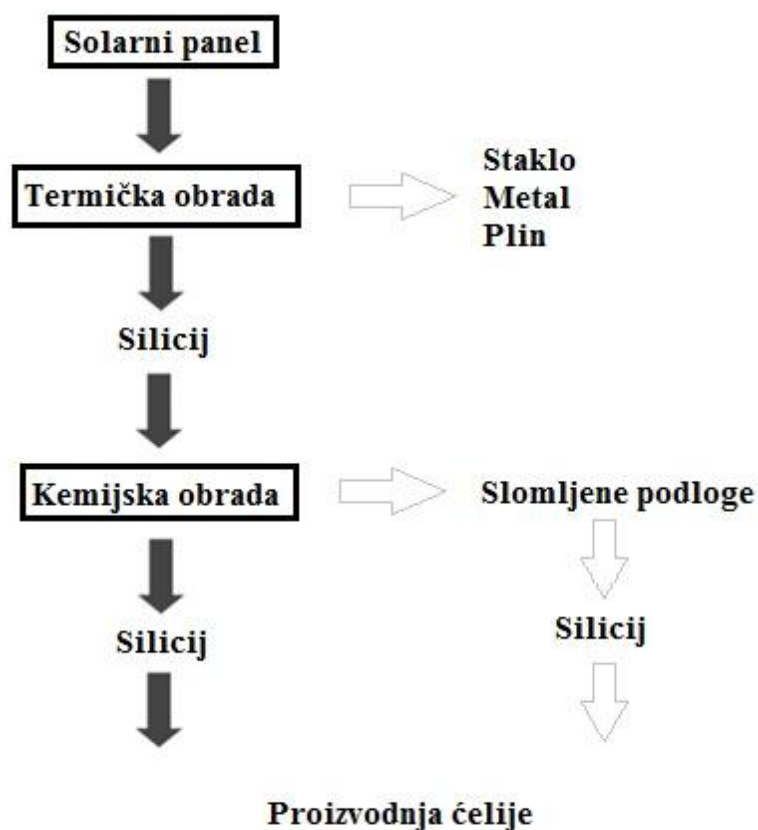 Solarni panel
Termička obrada
Staklo
Metal
Plin
Silicij
Kemijska obrada
Slomljene podloge
Silicij
Silicij
Proizvodnja ćelije